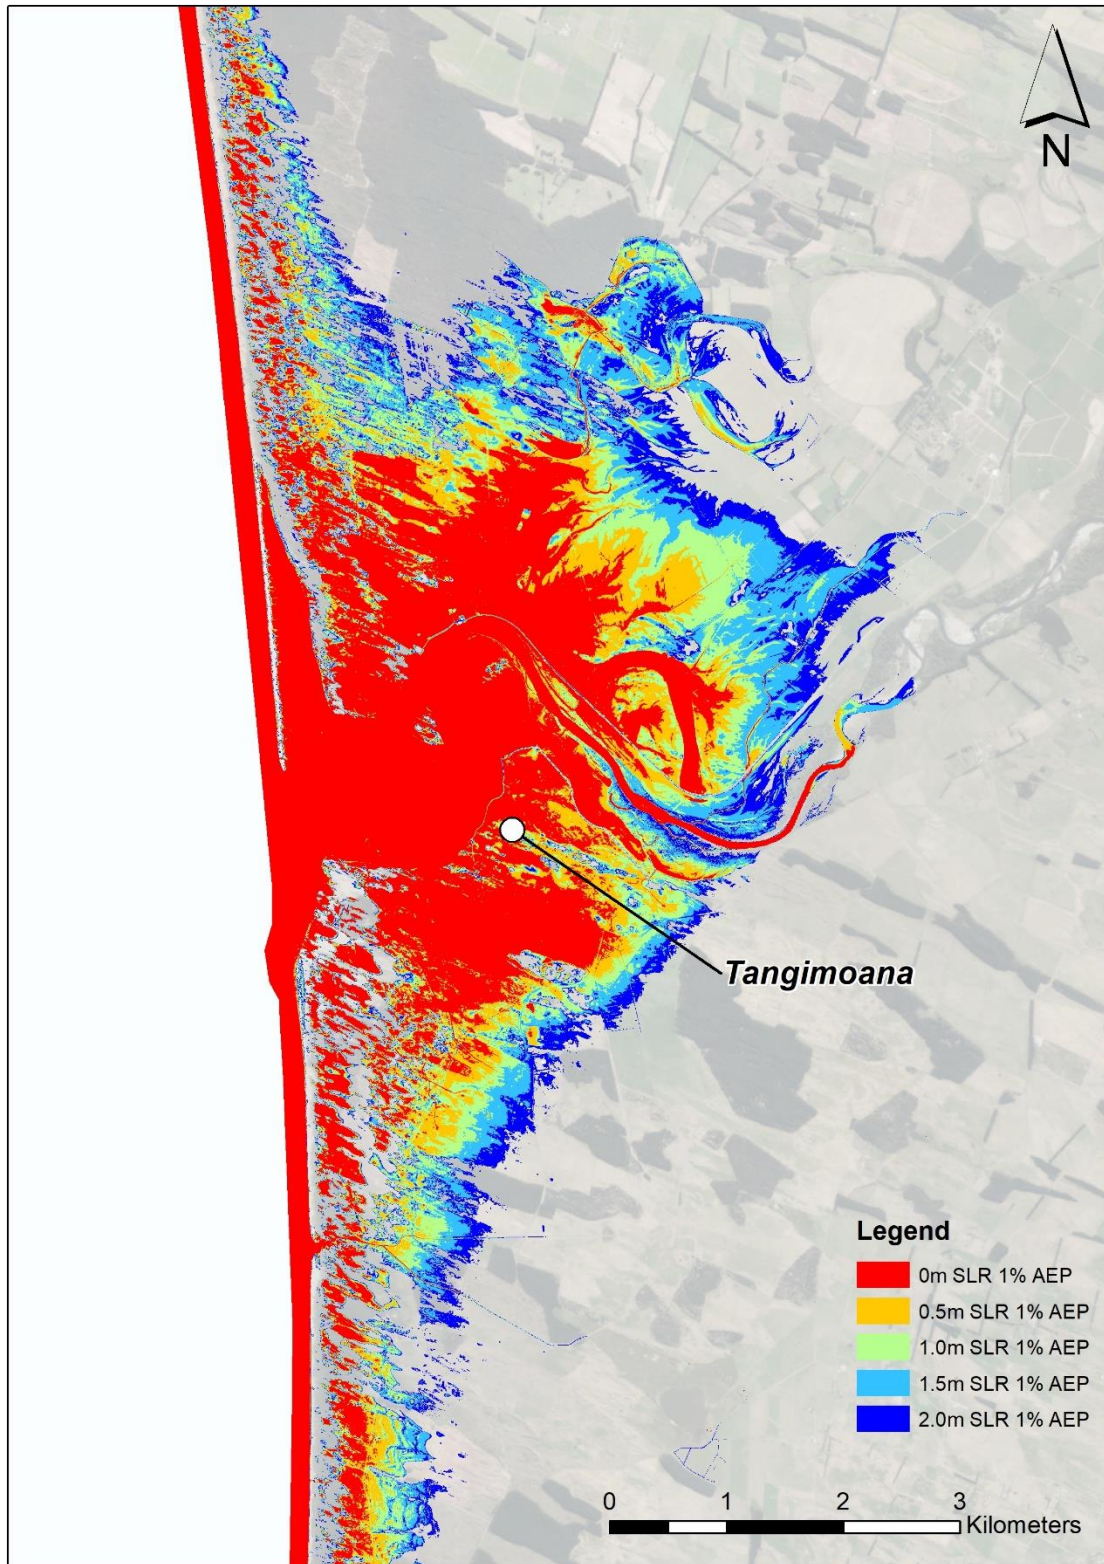 N
Tangimoana
Legend
0m SLR 1% AEP
0.5m SLR 1% AEP
1.0m SLR 1% AEP
1.5m SLR 1% AEP
2.0m SLR 1% AEP
0 1 2 3
Kilometers